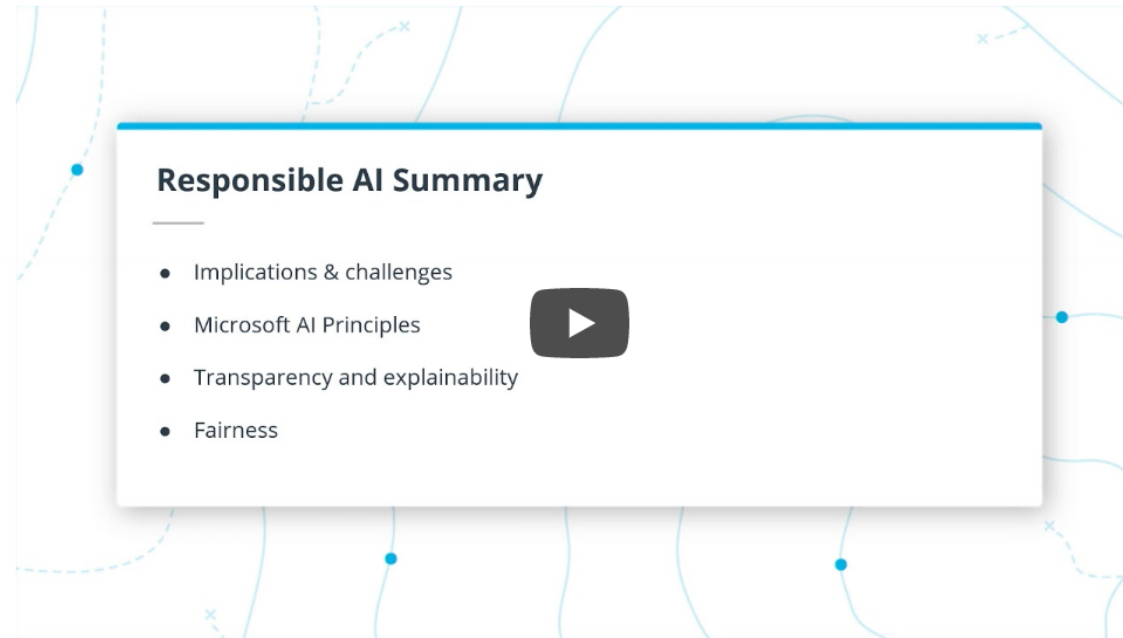 Responsible AI Summary
● Implications & challenges
● Microsoft AI Principles
● Transparency and explainability
● Fairness